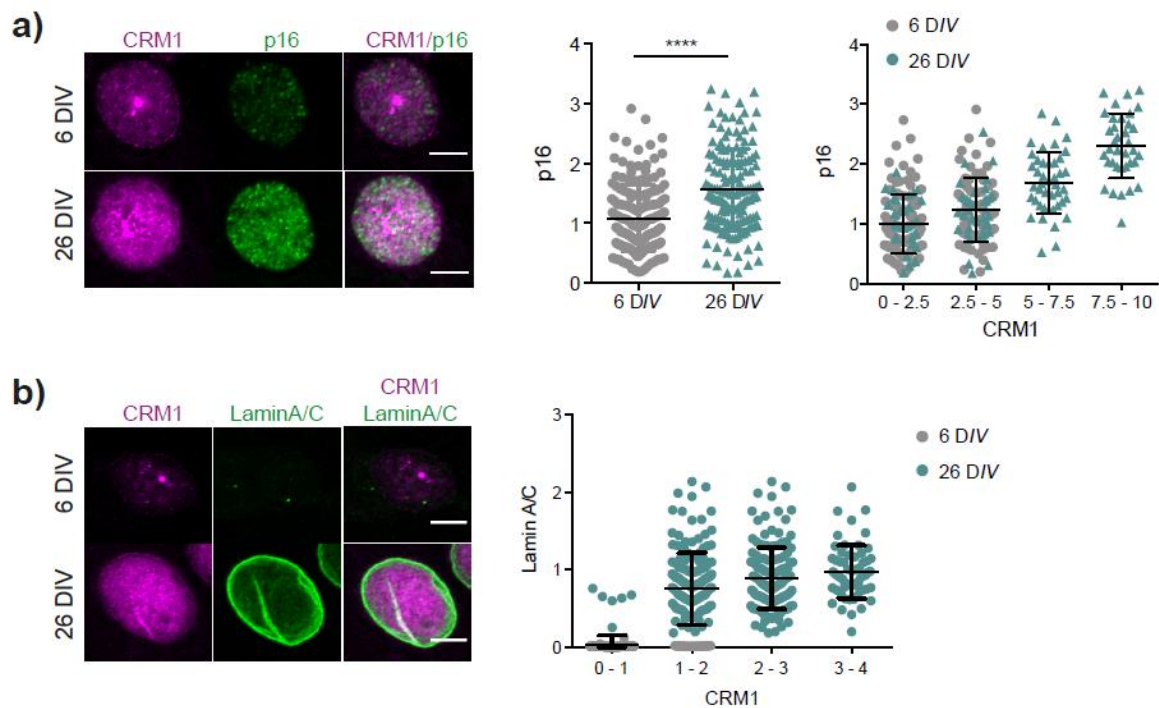 a)
CRM1 p16 CRM1/p16
6 DIV
26 DIV
p16
4
3
2
1
0
****
6 DIV 26 DIV
6 DIV
26 DIV
p16
4
3
2
1
0
0 - 2.5 2.5 - 5 5 - 7.5 7.5 - 10
CRM1
b)
CRM1 LaminA/C CRM1
LaminA/C
6 DIV
26 DIV
Lamin A/C
3
2
1
0
0 - 1 1 - 2 2 - 3 3 - 4
CRM1
6 DIV
26 DIV